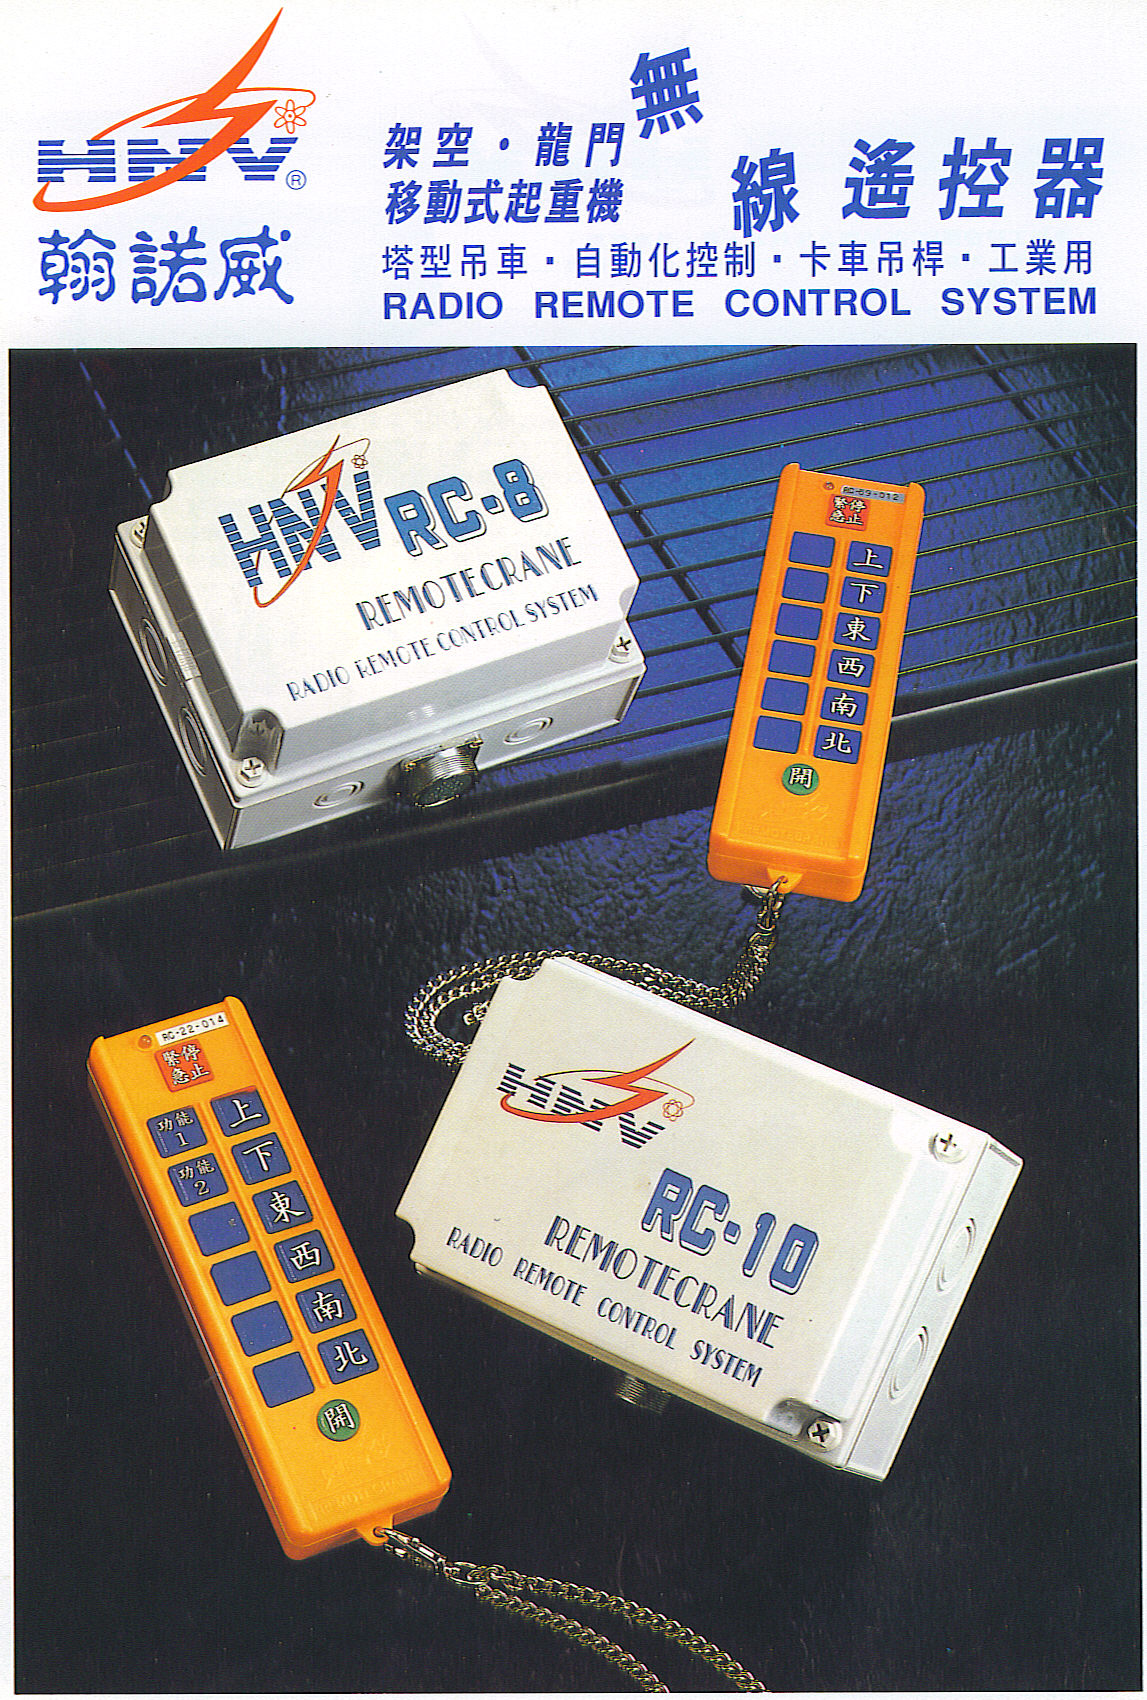 HNV®
翰諾威
架空・龍門
移動式起重機
無線遙控器
塔型吊車・自動化控制・卡車吊桿・工業用
RADIO REMOTE CONTROL SYSTEM
HNV RC-8
REMOTECRANE
RADIO REMOTE CONTROL SYSTEM
RC-09-012
緊急停止
上
下
東
西
南
北
開
RC-22-014
緊急停止
功能1
上
功能2
下
東
西
南
北
開
HNV
RC-10
REMOTECRANE
RADIO REMOTE CONTROL SYSTEM